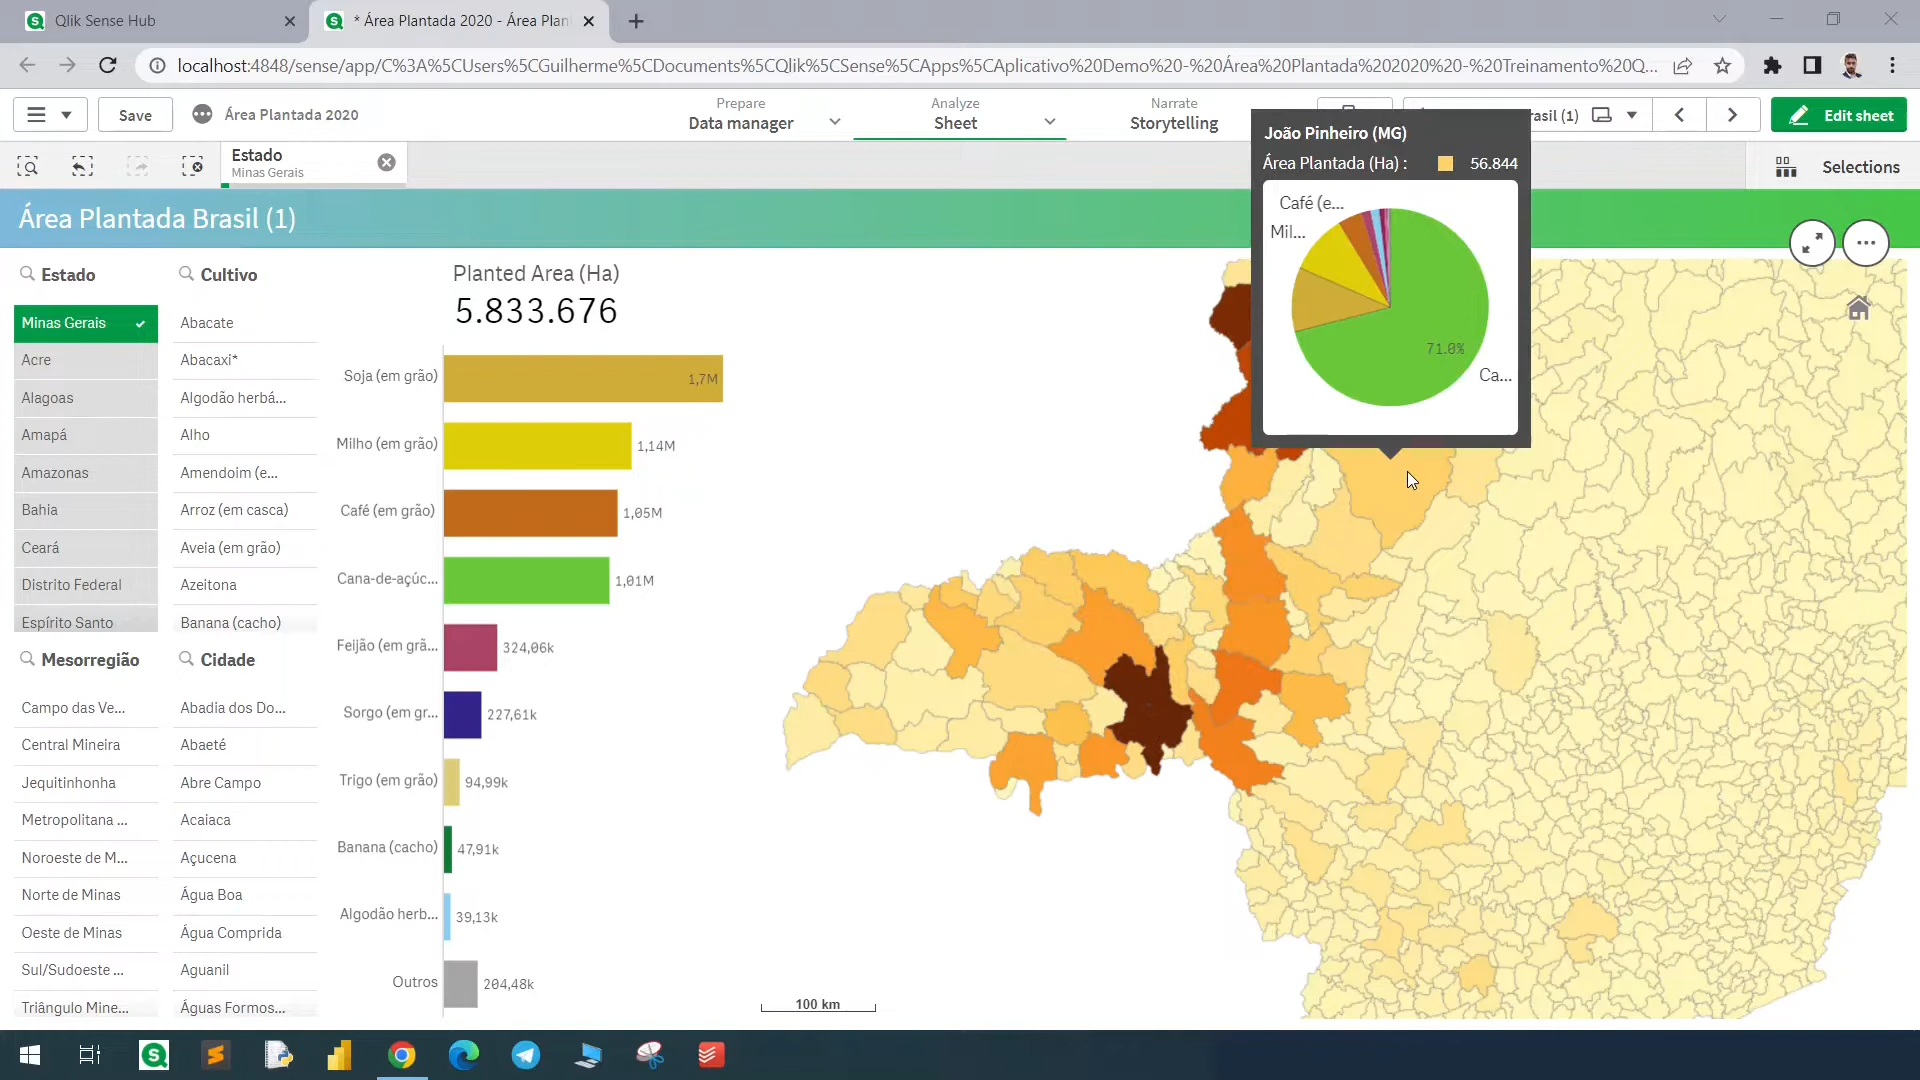 Qlik Sense Hub
* Área Plantada 2020 - Área Plan
localhost:4848/sense/app/C%3A%5CUsers%5CGuilherme%5CDocuments%5CQlik%5CSense%5CApps%5CAplicativo%20Demo%20-%20Área%20Plantada%202020%20-%20Treinamento%20Q...
Save
Área Plantada 2020
Prepare
Data manager
Analyze
Sheet
Narrate
Storytelling
rasil (1)
Edit sheet
Estado
Minas Gerais
Selections
Área Plantada Brasil (1)
João Pinheiro (MG)
Área Plantada (Ha) :
56.844
Café (e...
Mil...
71.0%
Ca...
Estado
Minas Gerais
Acre
Alagoas
Amapá
Amazonas
Bahia
Ceará
Distrito Federal
Espírito Santo
Cultivo
Abacate
Abacaxi*
Algodão herbá...
Alho
Amendoim (e...
Arroz (em casca)
Aveia (em grão)
Azeitona
Banana (cacho)
Mesorregião
Campo das Ve...
Central Mineira
Jequitinhonha
Metropolitana ...
Noroeste de M...
Norte de Minas
Oeste de Minas
Sul/Sudoeste ...
Triângulo Mine...
Cidade
Abadia dos Do...
Abaeté
Abre Campo
Acaiaca
Açucena
Água Boa
Água Comprida
Aguanil
Águas Formos...
Planted Area (Ha)
5.833.676
Soja (em grão)
1,7M
Milho (em grão)
1,14M
Café (em grão)
1,05M
Cana-de-açúc...
1,01M
Feijão (em grã...
324,06k
Sorgo (em gr...
227,61k
Trigo (em grão)
94,99k
Banana (cacho)
47,91k
Algodão herb...
39,13k
Outros
204,48k
100 km